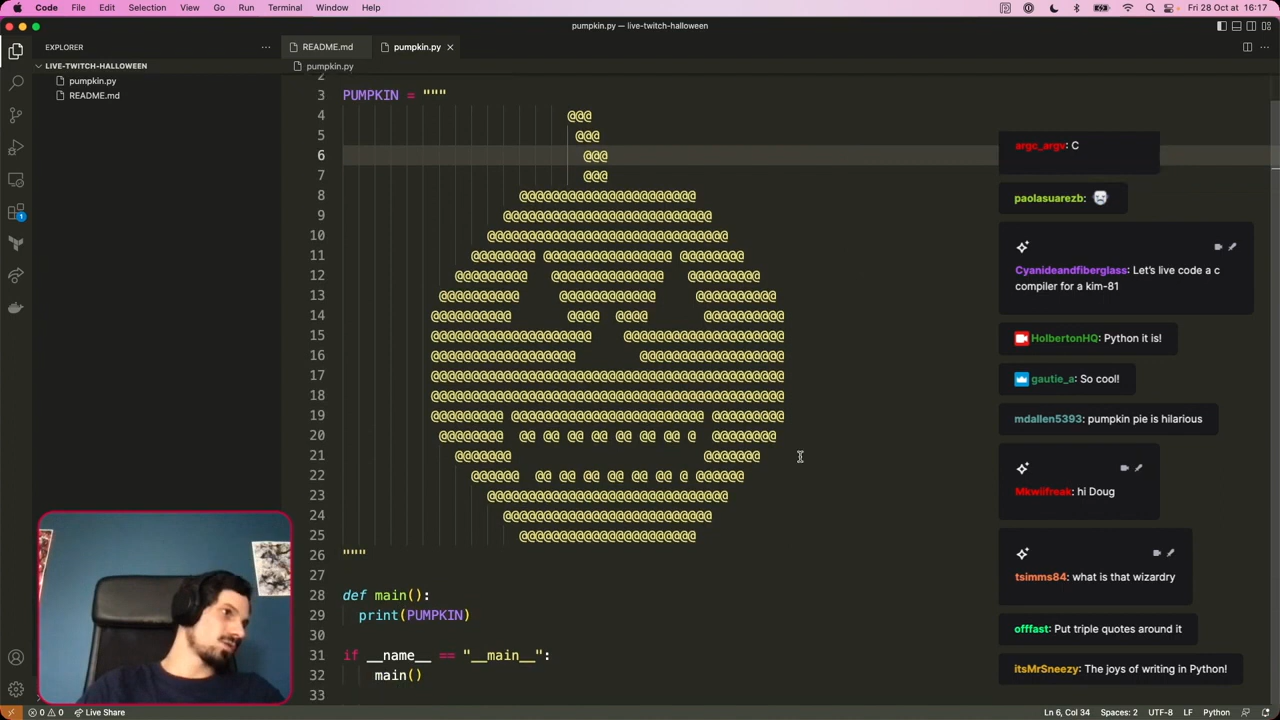 Code File Edit Selection View Go Run Terminal Window Help Fri 28 Oct at 16:17
pumpkin.py — live-twitch-halloween
EXPLORER
LIVE-TWITCH-HALLOWEEN
pumpkin.py
README.md
README.md
pumpkin.py
pumpkin.py
2
3 PUMPKIN = """
4 @@@
5 @@@
6 @@@
7 @@@
8 @@@@@@@@@@@@@@@@@@@@@@
9 @@@@@@@@@@@@@@@@@@@@@@@@@@
10 @@@@@@@@@@@@@@@@@@@@@@@@@@@@@@
11 @@@@@@@@ @@@@@@@@@@@@@@@@ @@@@@@@@
12 @@@@@@@@@   @@@@@@@@@@@@@@   @@@@@@@@@
13 @@@@@@@@@@     @@@@@@@@@@@@     @@@@@@@@@@
14 @@@@@@@@@@       @@@@  @@@@       @@@@@@@@@@
15 @@@@@@@@@@@@@@@@@@@@    @@@@@@@@@@@@@@@@@@@@
16 @@@@@@@@@@@@@@@@@@        @@@@@@@@@@@@@@@@@@
17 @@@@@@@@@@@@@@@@@@@@@@@@@@@@@@@@@@@@@@@@@@@@
18 @@@@@@@@@@@@@@@@@@@@@@@@@@@@@@@@@@@@@@@@@@@@
19 @@@@@@@@@ @@@@@@@@@@@@@@@@@@@@@@@@ @@@@@@@@@
20 @@@@@@@@  @@ @@ @@ @@ @@ @@ @@ @  @@@@@@@@
21 @@@@@@@                        @@@@@@@
22 @@@@@@  @@ @@ @@ @@ @@ @@ @ @@@@@@
23 @@@@@@@@@@@@@@@@@@@@@@@@@@@@@@
24 @@@@@@@@@@@@@@@@@@@@@@@@@@
25 @@@@@@@@@@@@@@@@@@@@@@
26 """
27
28 def main():
29 print(PUMPKIN)
30
31 if __name__ == "__main__":
32 main()
33
argc_argv: C
paolasuarezb:
Cyanideandfiberglass: Let's live code a c
compiler for a kim-81
HolbertonHQ: Python it is!
gautie_a: So cool!
mdallen5393: pumpkin pie is hilarious
Mkwiifreak: hi Doug
tsimms84: what is that wizardry
offfast: Put triple quotes around it
itsMrSneezy: The joys of writing in Python!
1
0 0 Live Share Ln 6, Col 34 Spaces: 2 UTF-8 LF Python